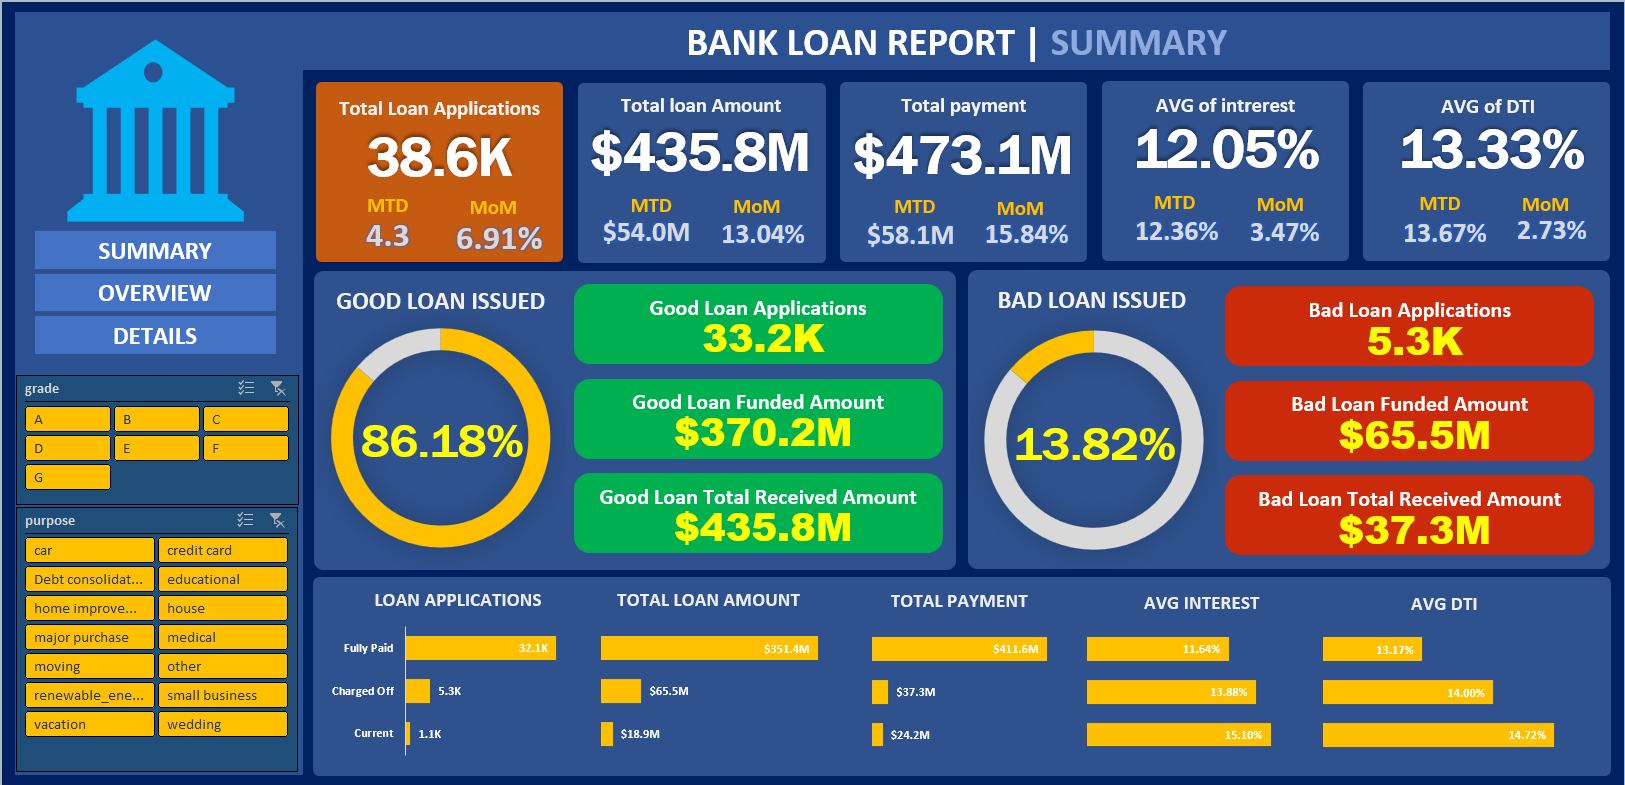 BANK LOAN REPORT | SUMMARY
SUMMARY
OVERVIEW
DETAILS
grade
A B C
D E F
G
purpose
car credit card
Debt consolidat... educational
home improve... house
major purchase medical
moving other
renewable_ene... small business
vacation wedding
Total Loan Applications
38.6K
MTD MoM
4.3 6.91%
Total loan Amount
$435.8M
MTD MoM
$54.0M 13.04%
Total payment
$473.1M
MTD MoM
$58.1M 15.84%
AVG of intrerest
12.05%
MTD MoM
12.36% 3.47%
AVG of DTI
13.33%
MTD MoM
13.67% 2.73%
GOOD LOAN ISSUED
86.18%
Good Loan Applications
33.2K
Good Loan Funded Amount
$370.2M
Good Loan Total Received Amount
$435.8M
BAD LOAN ISSUED
13.82%
Bad Loan Applications
5.3K
Bad Loan Funded Amount
$65.5M
Bad Loan Total Received Amount
$37.3M
LOAN APPLICATIONS TOTAL LOAN AMOUNT TOTAL PAYMENT AVG INTEREST AVG DTI
Fully Paid 32.1K $351.4M $411.6M 11.64% 13.17%
Charged Off 5.3K $65.5M $37.3M 13.88% 14.00%
Current 1.1K $18.9M $24.2M 15.10% 14.72%